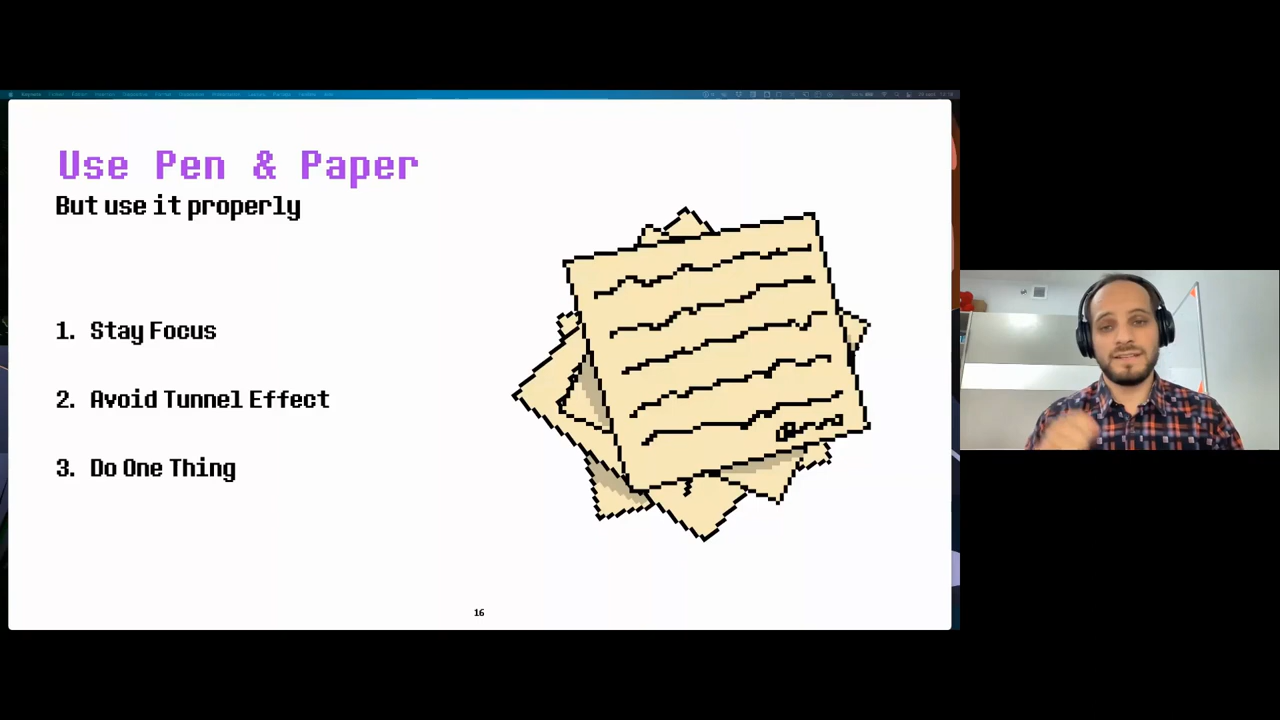 Use Pen & Paper
But use it properly
1. Stay Focus
2. Avoid Tunnel Effect
3. Do One Thing
16